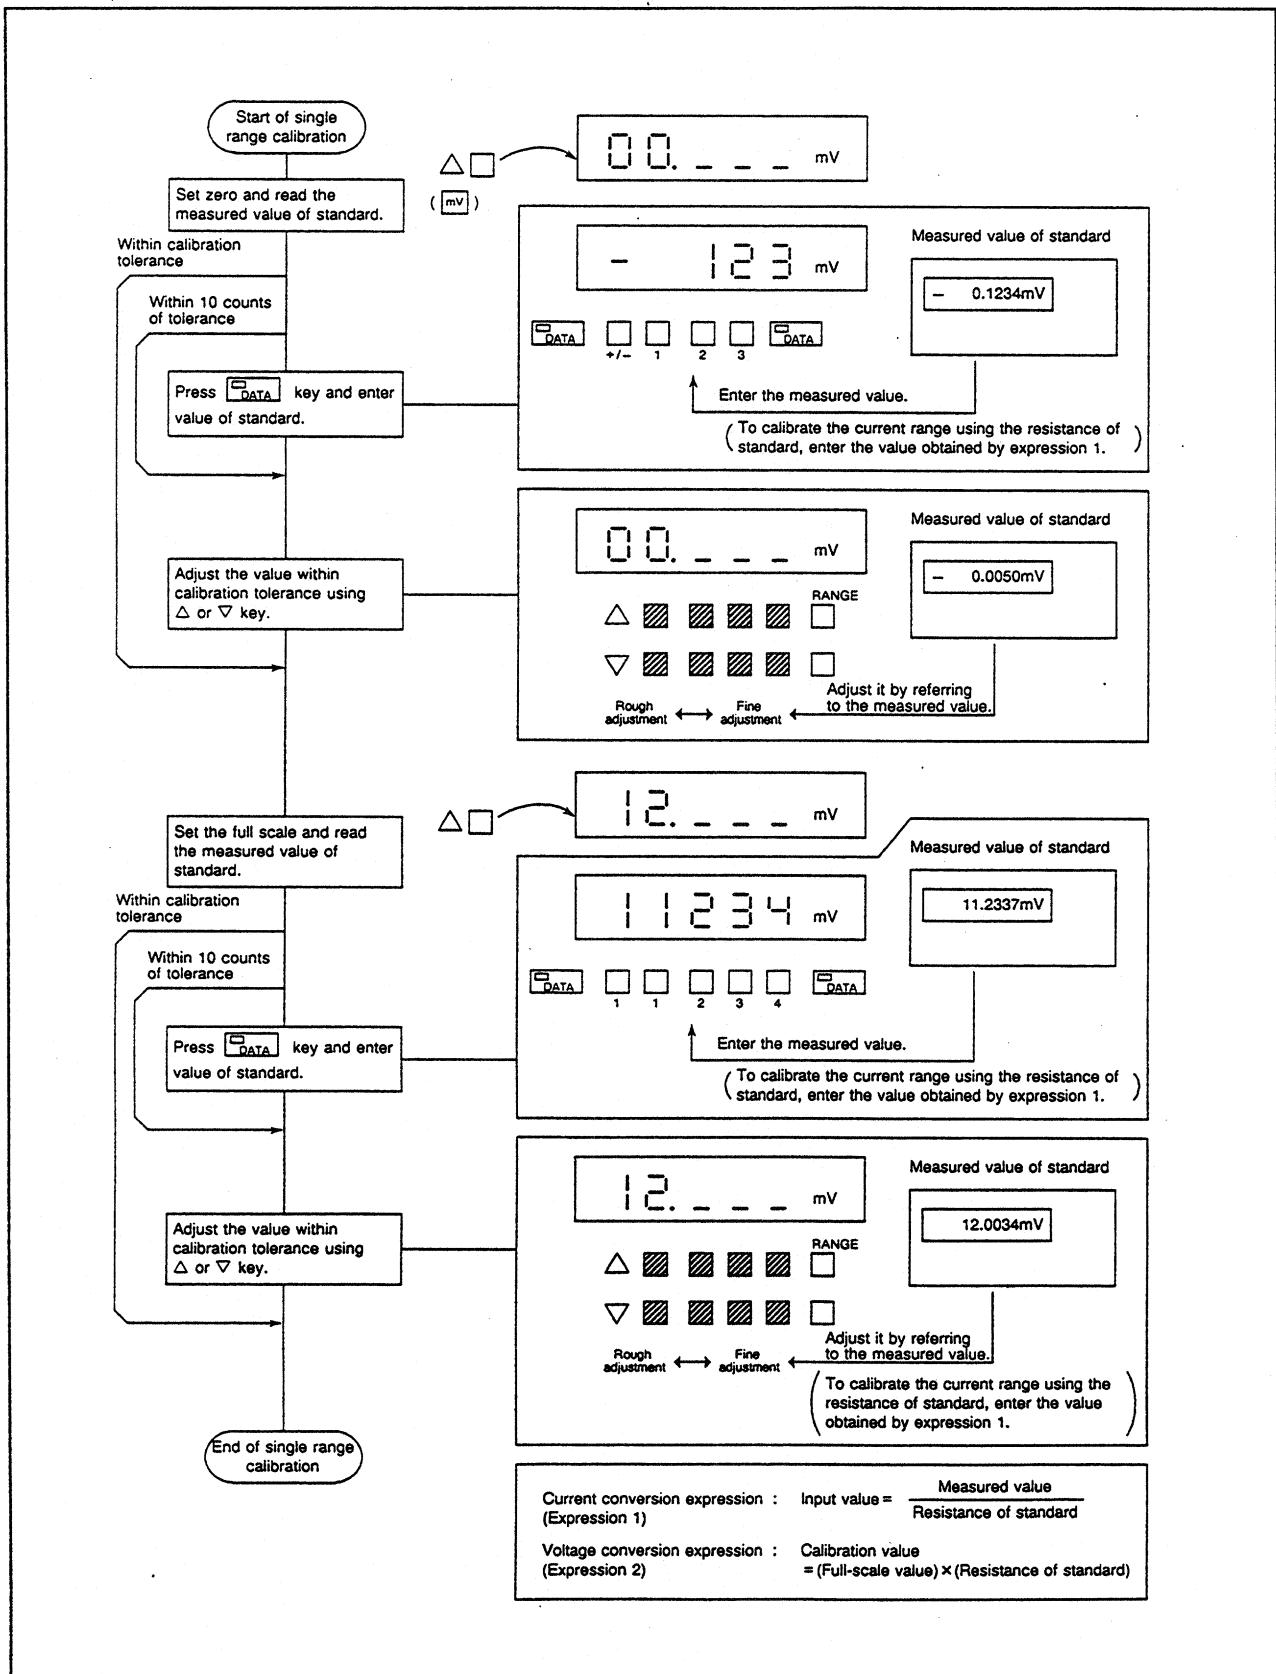 Start of single
range calibration
00. _ _ _ mV
(mV)
Set zero and read the
measured value of standard.
Within calibration
tolerance
Within 10 counts
of tolerance
Press DATA key and enter
value of standard.
- 123 mV
Measured value of standard
- 0.1234mV
DATA +/- 1 2 3 DATA
Enter the measured value.
(To calibrate the current range using the resistance of
standard, enter the value obtained by expression 1.)
Adjust the value within
calibration tolerance using
△ or ▽ key.
00. _ _ _ mV
Measured value of standard
- 0.0050mV
RANGE
△
▽
Rough
adjustment
Fine
adjustment
Adjust it by referring
to the measured value.
12. _ _ _ mV
Set the full scale and read
the measured value of
standard.
Within calibration
tolerance
Within 10 counts
of tolerance
Press DATA key and enter
value of standard.
11234 mV
Measured value of standard
11.2337mV
DATA 1 1 2 3 4 DATA
Enter the measured value.
(To calibrate the current range using the resistance of
standard, enter the value obtained by expression 1.)
Adjust the value within
calibration tolerance using
△ or ▽ key.
12. _ _ _ mV
Measured value of standard
12.0034mV
RANGE
△
▽
Rough
adjustment
Fine
adjustment
Adjust it by referring
to the measured value.
(To calibrate the current range using the
resistance of standard, enter the value
obtained by expression 1.)
End of single range
calibration
Current conversion expression : Input value = Measured value / Resistance of standard
(Expression 1)
Voltage conversion expression : Calibration value
(Expression 2) = (Full-scale value) × (Resistance of standard)